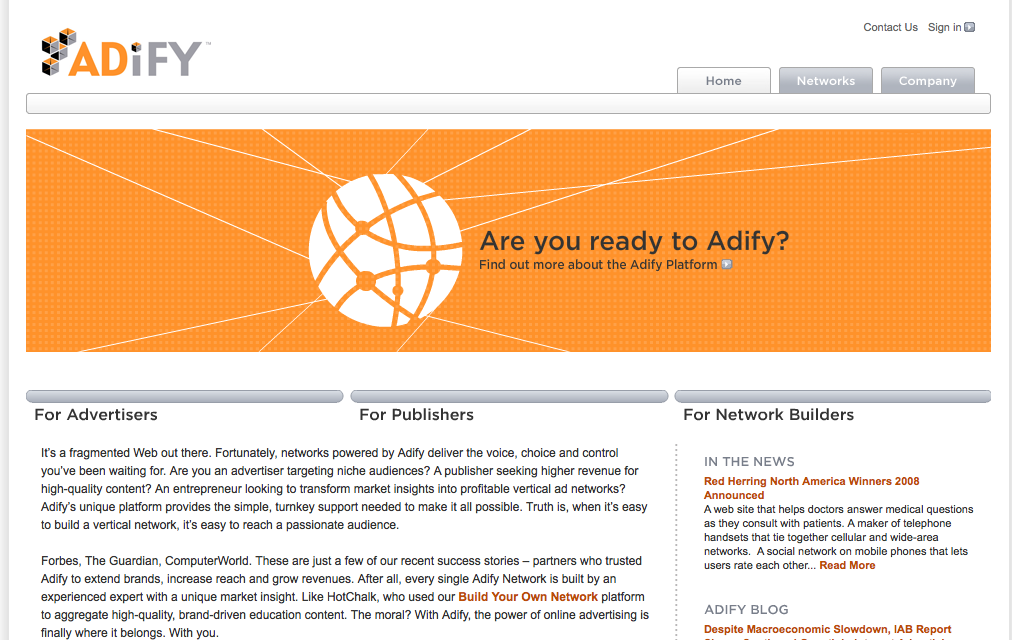 Contact Us Sign in
ADiFY™
Home Networks Company
Are you ready to Adify?
Find out more about the Adify Platform
For Advertisers
For Publishers
For Network Builders
It's a fragmented Web out there. Fortunately, networks powered by Adify deliver the voice, choice and control
you've been waiting for. Are you an advertiser targeting niche audiences? A publisher seeking higher revenue for
high-quality content? An entrepreneur looking to transform market insights into profitable vertical ad networks?
Adify's unique platform provides the simple, turnkey support needed to make it all possible. Truth is, when it's easy
to build a vertical network, it's easy to reach a passionate audience.
Forbes, The Guardian, ComputerWorld. These are just a few of our recent success stories – partners who trusted
Adify to extend brands, increase reach and grow revenues. After all, every single Adify Network is built by an
experienced expert with a unique market insight. Like HotChalk, who used our Build Your Own Network platform
to aggregate high-quality, brand-driven education content. The moral? With Adify, the power of online advertising is
finally where it belongs. With you.
IN THE NEWS
Red Herring North America Winners 2008
Announced
A web site that helps doctors answer medical questions
as they consult with patients. A maker of telephone
handsets that tie together cellular and wide-area
networks. A social network on mobile phones that lets
users rate each other... Read More
ADIFY BLOG
Despite Macroeconomic Slowdown, IAB Report